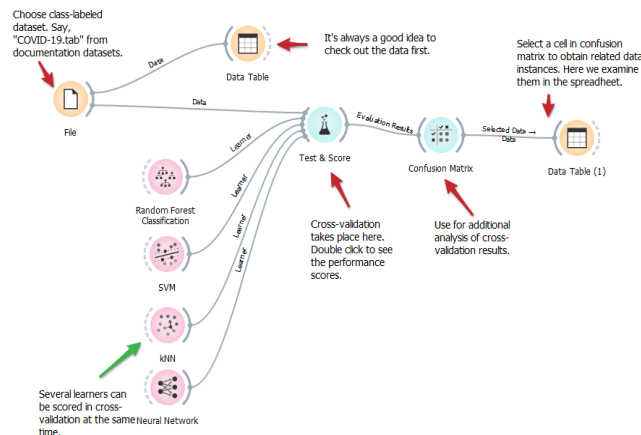 Choose class-labeled
dataset. Say,
"COVID-19.tab" from
documentation datasets.
It's always a good idea to
check out the data first.
Select a cell in confusion
matrix to obtain related data
instances. Here we examine
them in the spreadheet.
Data
Data Table
Data
File
Learner
Learner
Learner
Learner
Test & Score
Evaluation Results
Confusion Matrix
Selected Data →
Data
Data Table (1)
Random Forest
Classification
SVM
kNN
Neural Network
Cross-validation
takes place here.
Double click to see
the performance
scores.
Use for additional
analysis of cross-
validation results.
Several learners can
be scored in cross-
validation at the same
time.